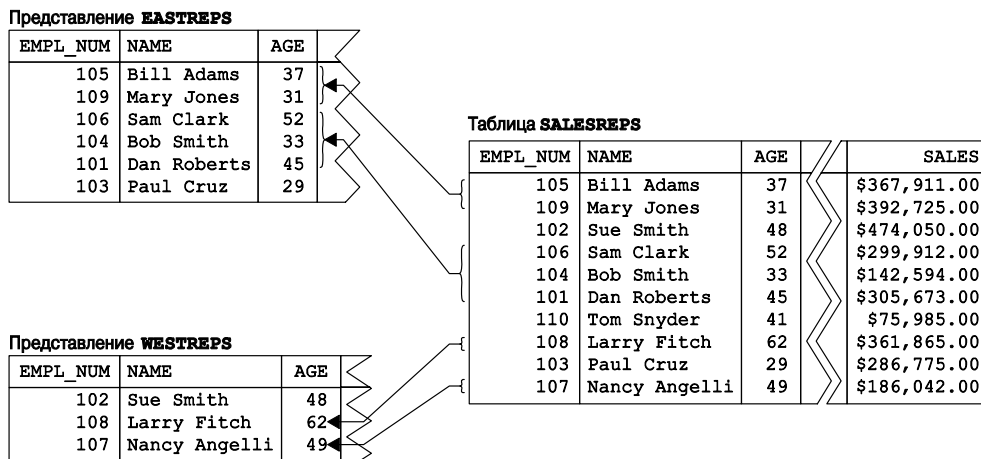 Представление EASTREPS
EMPL_NUM NAME AGE
105 Bill Adams 37
109 Mary Jones 31
106 Sam Clark 52
104 Bob Smith 33
101 Dan Roberts 45
103 Paul Cruz 29
Таблица SALESREPS
EMPL_NUM NAME AGE SALES
105 Bill Adams 37 $367,911.00
109 Mary Jones 31 $392,725.00
102 Sue Smith 48 $474,050.00
106 Sam Clark 52 $299,912.00
104 Bob Smith 33 $142,594.00
101 Dan Roberts 45 $305,673.00
110 Tom Snyder 41 $75,985.00
108 Larry Fitch 62 $361,865.00
103 Paul Cruz 29 $286,775.00
107 Nancy Angelli 49 $186,042.00
Представление WESTREPS
EMPL_NUM NAME AGE
102 Sue Smith 48
108 Larry Fitch 62
107 Nancy Angelli 49